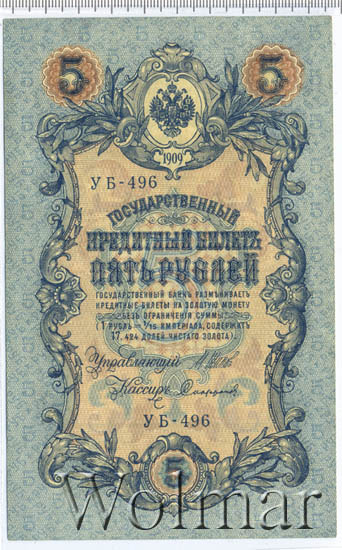 5 5
1909
УБ-496
ГОСУДАРСТВЕННЫЙ
КРЕДИТНЫЙ БИЛЕТЪ
ПЯТЬ РУБЛЕЙ
ГОСУДАРСТВЕННЫЙ БАНКЪ РАЗМѢНИВАЕТЪ
КРЕДИТНЫЕ БИЛЕТЫ НА ЗОЛОТУЮ МОНЕТУ
БЕЗЪ ОГРАНИЧЕНІЯ СУММЫ
(1 РУБЛЬ = 1/15 ИМПЕРІАЛА, СОДЕРЖИТЪ
17,424 ДОЛЕЙ ЧИСТАГО ЗОЛОТА).
Управляющій
Кассиръ
УБ-496
5
Wolmar